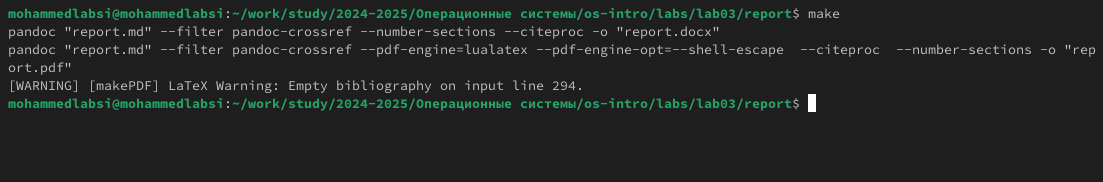 mohammedlabsi@mohammedlabsi:~/work/study/2024-2025/Операционные системы/os-intro/labs/lab03/report$ make
pandoc "report.md" --filter pandoc-crossref --number-sections --citeproc -o "report.docx"
pandoc "report.md" --filter pandoc-crossref --pdf-engine=lualatex --pdf-engine-opt=--shell-escape  --citeproc  --number-sections -o "rep
ort.pdf"
[WARNING] [makePDF] LaTeX Warning: Empty bibliography on input line 294.
mohammedlabsi@mohammedlabsi:~/work/study/2024-2025/Операционные системы/os-intro/labs/lab03/report$